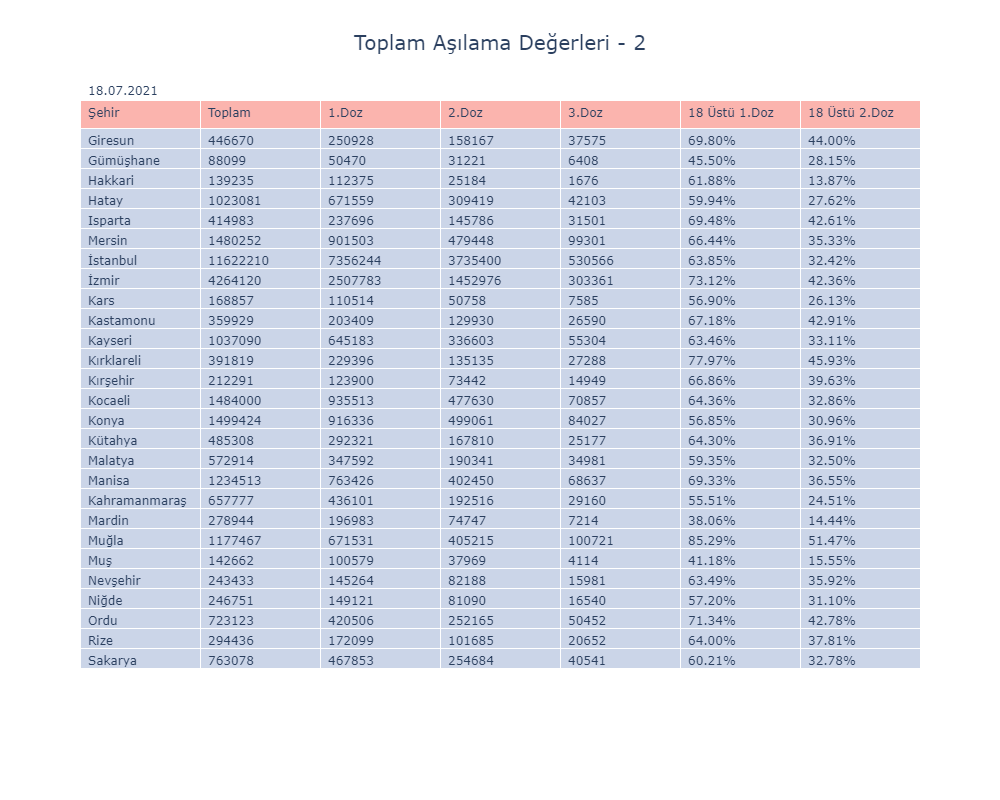 Toplam Aşılama Değerleri - 2
18.07.2021
Şehir Toplam 1.Doz 2.Doz 3.Doz 18 Üstü 1.Doz 18 Üstü 2.Doz
Giresun 446670 250928 158167 37575 69.80% 44.00%
Gümüşhane 88099 50470 31221 6408 45.50% 28.15%
Hakkari 139235 112375 25184 1676 61.88% 13.87%
Hatay 1023081 671559 309419 42103 59.94% 27.62%
Isparta 414983 237696 145786 31501 69.48% 42.61%
Mersin 1480252 901503 479448 99301 66.44% 35.33%
İstanbul 11622210 7356244 3735400 530566 63.85% 32.42%
İzmir 4264120 2507783 1452976 303361 73.12% 42.36%
Kars 168857 110514 50758 7585 56.90% 26.13%
Kastamonu 359929 203409 129930 26590 67.18% 42.91%
Kayseri 1037090 645183 336603 55304 63.46% 33.11%
Kırklareli 391819 229396 135135 27288 77.97% 45.93%
Kırşehir 212291 123900 73442 14949 66.86% 39.63%
Kocaeli 1484000 935513 477630 70857 64.36% 32.86%
Konya 1499424 916336 499061 84027 56.85% 30.96%
Kütahya 485308 292321 167810 25177 64.30% 36.91%
Malatya 572914 347592 190341 34981 59.35% 32.50%
Manisa 1234513 763426 402450 68637 69.33% 36.55%
Kahramanmaraş 657777 436101 192516 29160 55.51% 24.51%
Mardin 278944 196983 74747 7214 38.06% 14.44%
Muğla 1177467 671531 405215 100721 85.29% 51.47%
Muş 142662 100579 37969 4114 41.18% 15.55%
Nevşehir 243433 145264 82188 15981 63.49% 35.92%
Niğde 246751 149121 81090 16540 57.20% 31.10%
Ordu 723123 420506 252165 50452 71.34% 42.78%
Rize 294436 172099 101685 20652 64.00% 37.81%
Sakarya 763078 467853 254684 40541 60.21% 32.78%